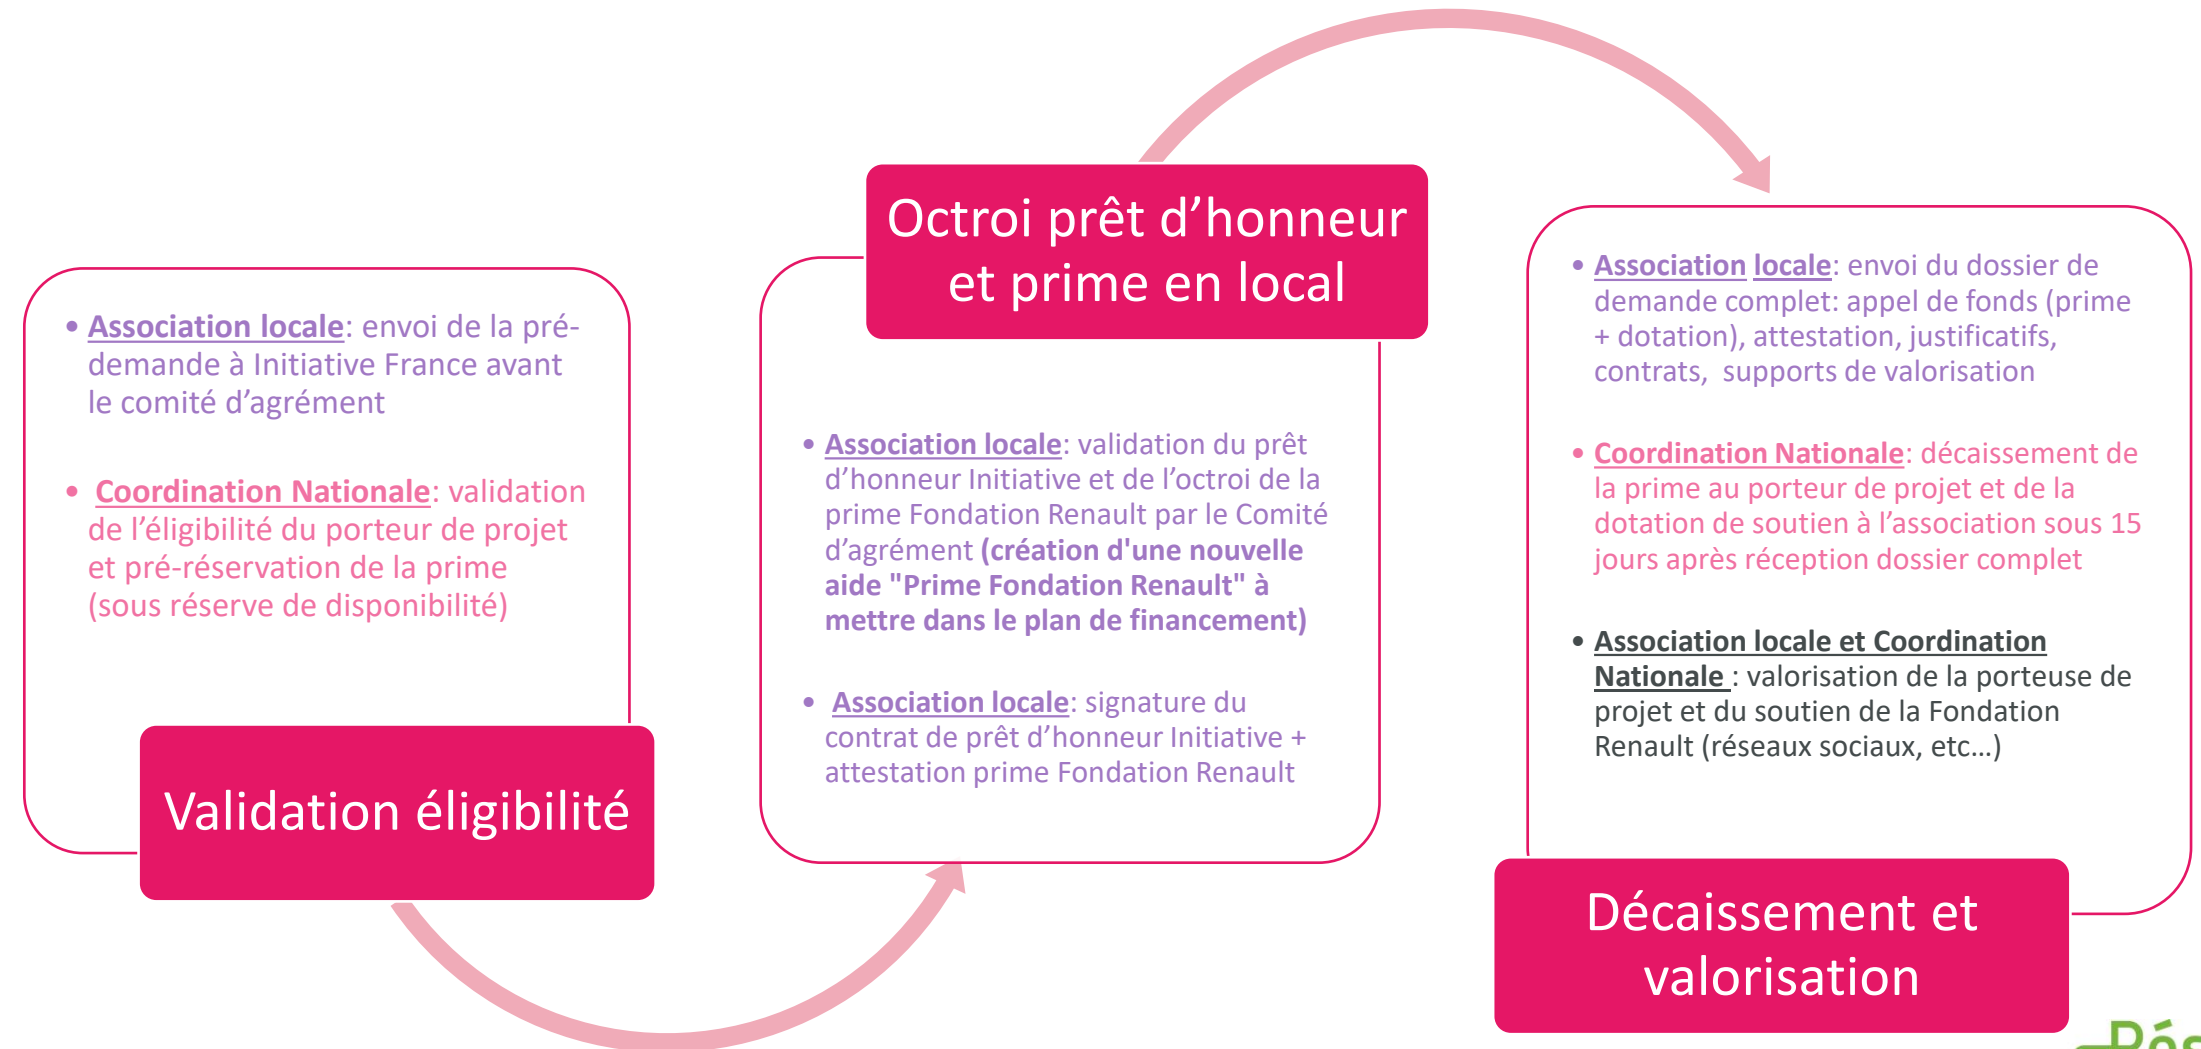 • Association locale: envoi de la pré-
demande à Initiative France avant
le comité d’agrément
• Coordination Nationale: validation
de l’éligibilité du porteur de projet
et pré-réservation de la prime
(sous réserve de disponibilité)
Validation éligibilité
Octroi prêt d’honneur
et prime en local
• Association locale: validation du prêt
d’honneur Initiative et de l’octroi de la
prime Fondation Renault par le Comité
d’agrément (création d'une nouvelle
aide "Prime Fondation Renault" à
mettre dans le plan de financement)
• Association locale: signature du
contrat de prêt d’honneur Initiative +
attestation prime Fondation Renault
• Association locale: envoi du dossier de
demande complet: appel de fonds (prime
+ dotation), attestation, justificatifs,
contrats, supports de valorisation
• Coordination Nationale: décaissement de
la prime au porteur de projet et de la
dotation de soutien à l’association sous 15
jours après réception dossier complet
• Association locale et Coordination
Nationale : valorisation de la porteuse de
projet et du soutien de la Fondation
Renault (réseaux sociaux, etc…)
Décaissement et
valorisation